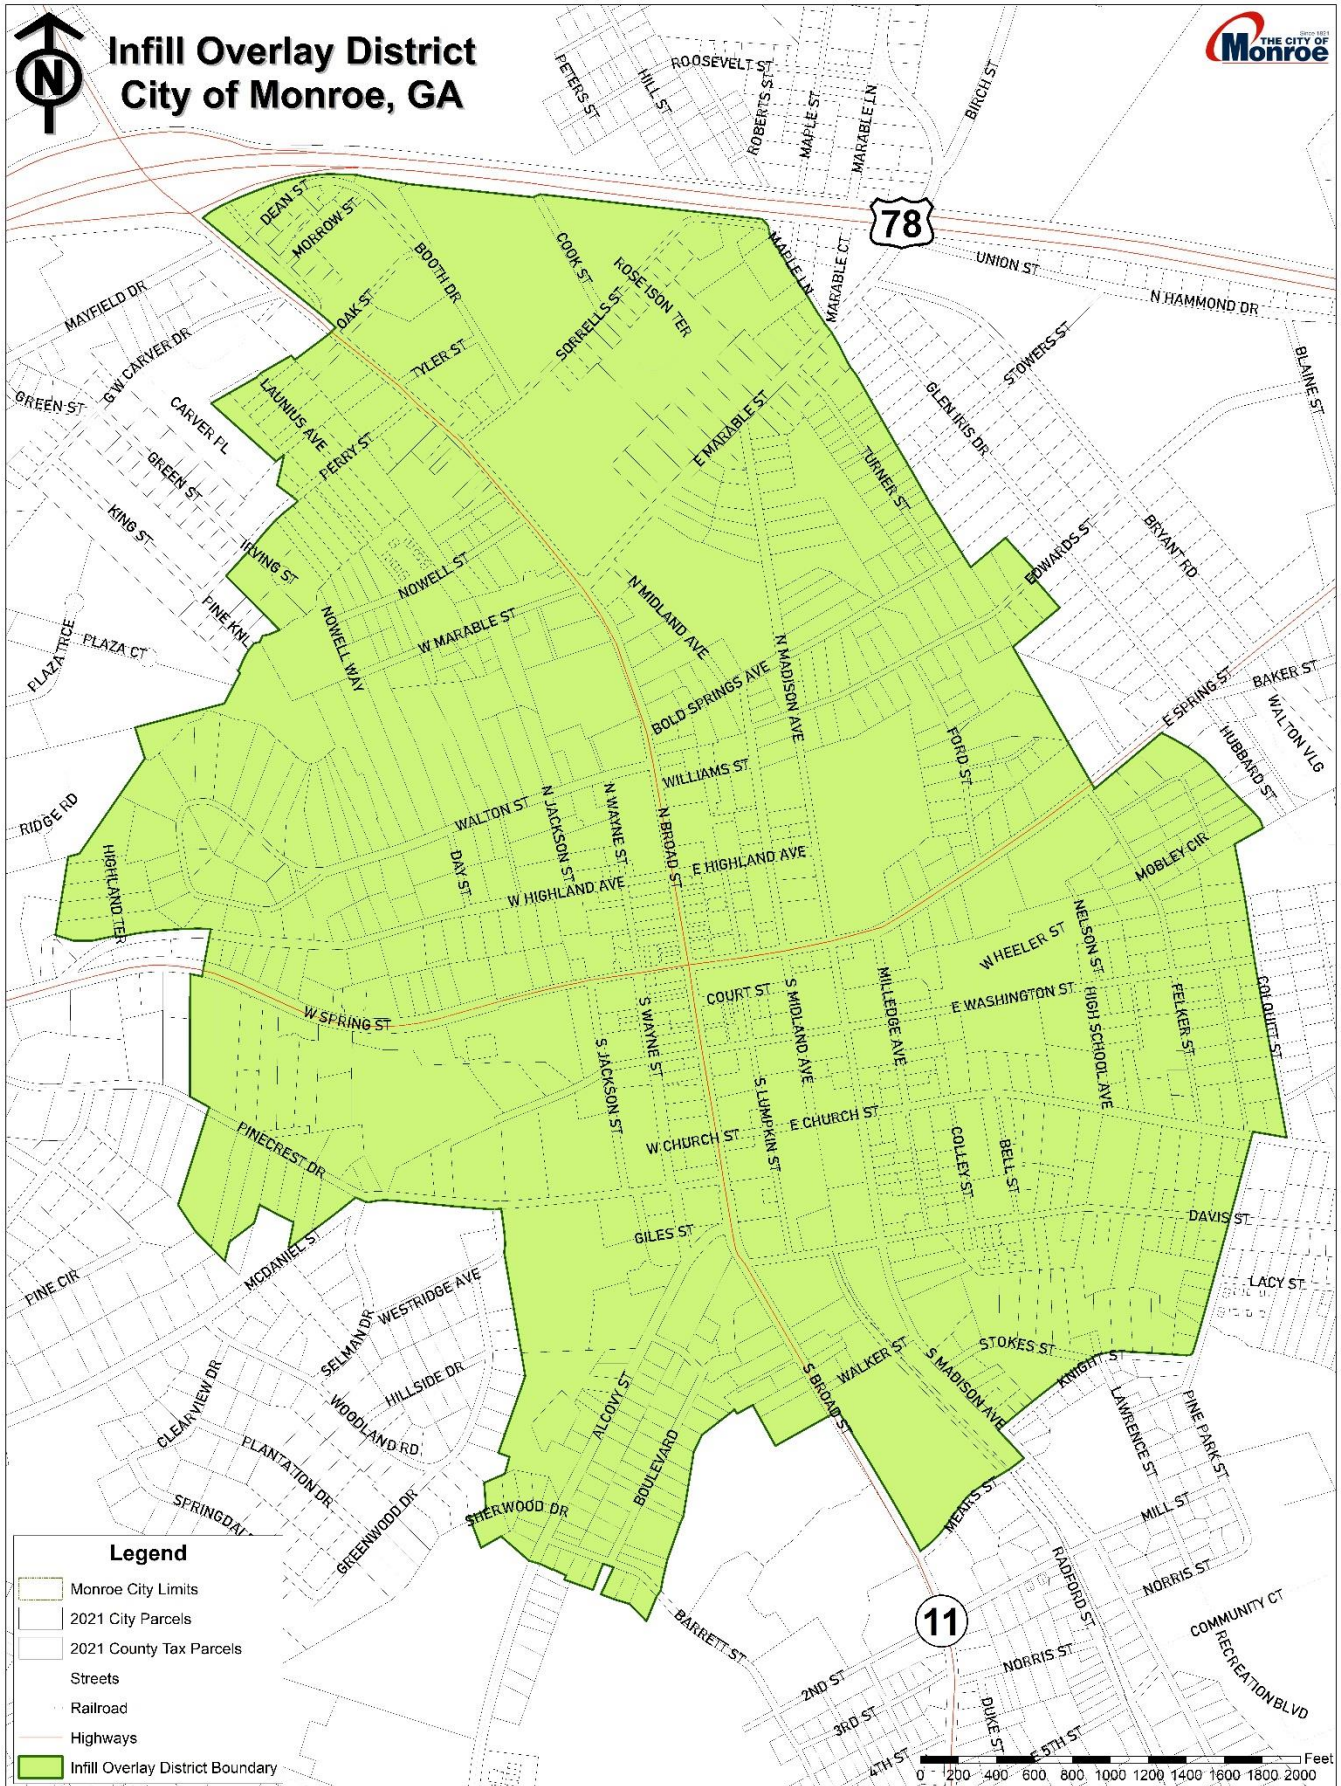 Infill Overlay District
City of Monroe, GA
N
Since 1821
THE CITY OF
Monroe
ROOSEVELT ST
PETERS ST
HILL ST
ROBERTS ST
MAPLE ST
MARABLE LN
BIRCH ST
78
DEAN ST
MORROW ST
BOOTH DR
COOK ST
ROSE ISON TER
MAPLE LN
MARABLE CT
UNION ST
N HAMMOND DR
MAYFIELD DR
OAK ST
SORRELLS ST
STOWERS ST
BLAINE ST
G W CARVER DR
TYLER ST
GREEN ST
CARVER PL
LAUNIUS AVE
PERRY ST
E MARABLE ST
GLEN IRIS DR
GREEN ST
TURNER ST
KING ST
IRVING ST
NOWELL ST
EDWARDS ST
BRYANT RD
PINE KNL
NOWELL WAY
W MARABLE ST
N MIDLAND AVE
PLAZA TRCE
PLAZA CT
N MADISON AVE
BOLD SPRINGS AVE
E SPRING ST
BAKER ST
WALTON VLG
FORD ST
HUBBARD ST
WILLIAMS ST
RIDGE RD
WALTON ST
N JACKSON ST
N WAYNE ST
N BROAD ST
HIGHLAND TER
DAY ST
W HIGHLAND AVE
E HIGHLAND AVE
MOBLEY CIR
NELSON ST
WHEELER ST
W SPRING ST
S WAYNE ST
COURT ST
S MIDLAND AVE
MILLEDGE AVE
E WASHINGTON ST
HIGH SCHOOL AVE
FELKER ST
COLQUITT ST
S JACKSON ST
S LUMPKIN ST
PINECREST DR
W CHURCH ST
E CHURCH ST
COLLEY ST
BELL ST
GILES ST
DAVIS ST
PINE CIR
MCDANIEL ST
LACY ST
WESTRIDGE AVE
SELMAN DR
HILLSIDE DR
WALKER ST
STOKES ST
KNIGHT ST
CLEARVIEW DR
WOODLAND RD
ALCOVY ST
S BROAD ST
S MADISON AVE
LAWRENCE ST
PINE PARK ST
PLANTATION DR
BOULEVARD
SPRINGDAL
GREENWOOD DR
SHERWOOD DR
MEARS ST
MILL ST
RADFORD ST
NORRIS ST
COMMUNITY CT
RECREATION BLVD
BARRETT ST
11
2ND ST
NORRIS ST
3RD ST
DUKE ST
4TH ST
E 5TH ST
Legend
Monroe City Limits
2021 City Parcels
2021 County Tax Parcels
Streets
Railroad
Highways
Infill Overlay District Boundary
Feet
0 200 400 600 800 1000 1200 1400 1600 1800 2000